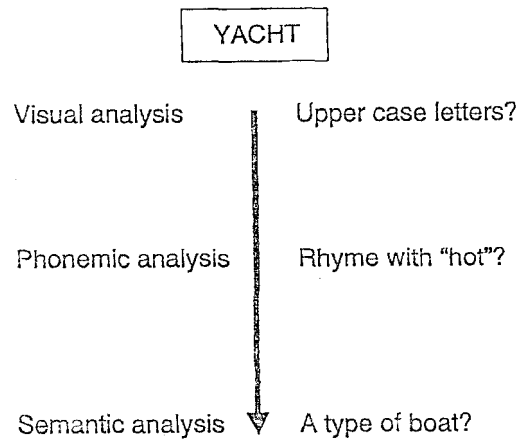 YACHT
Visual analysis Upper case letters?
Phonemic analysis Rhyme with “hot”?
Semantic analysis A type of boat?